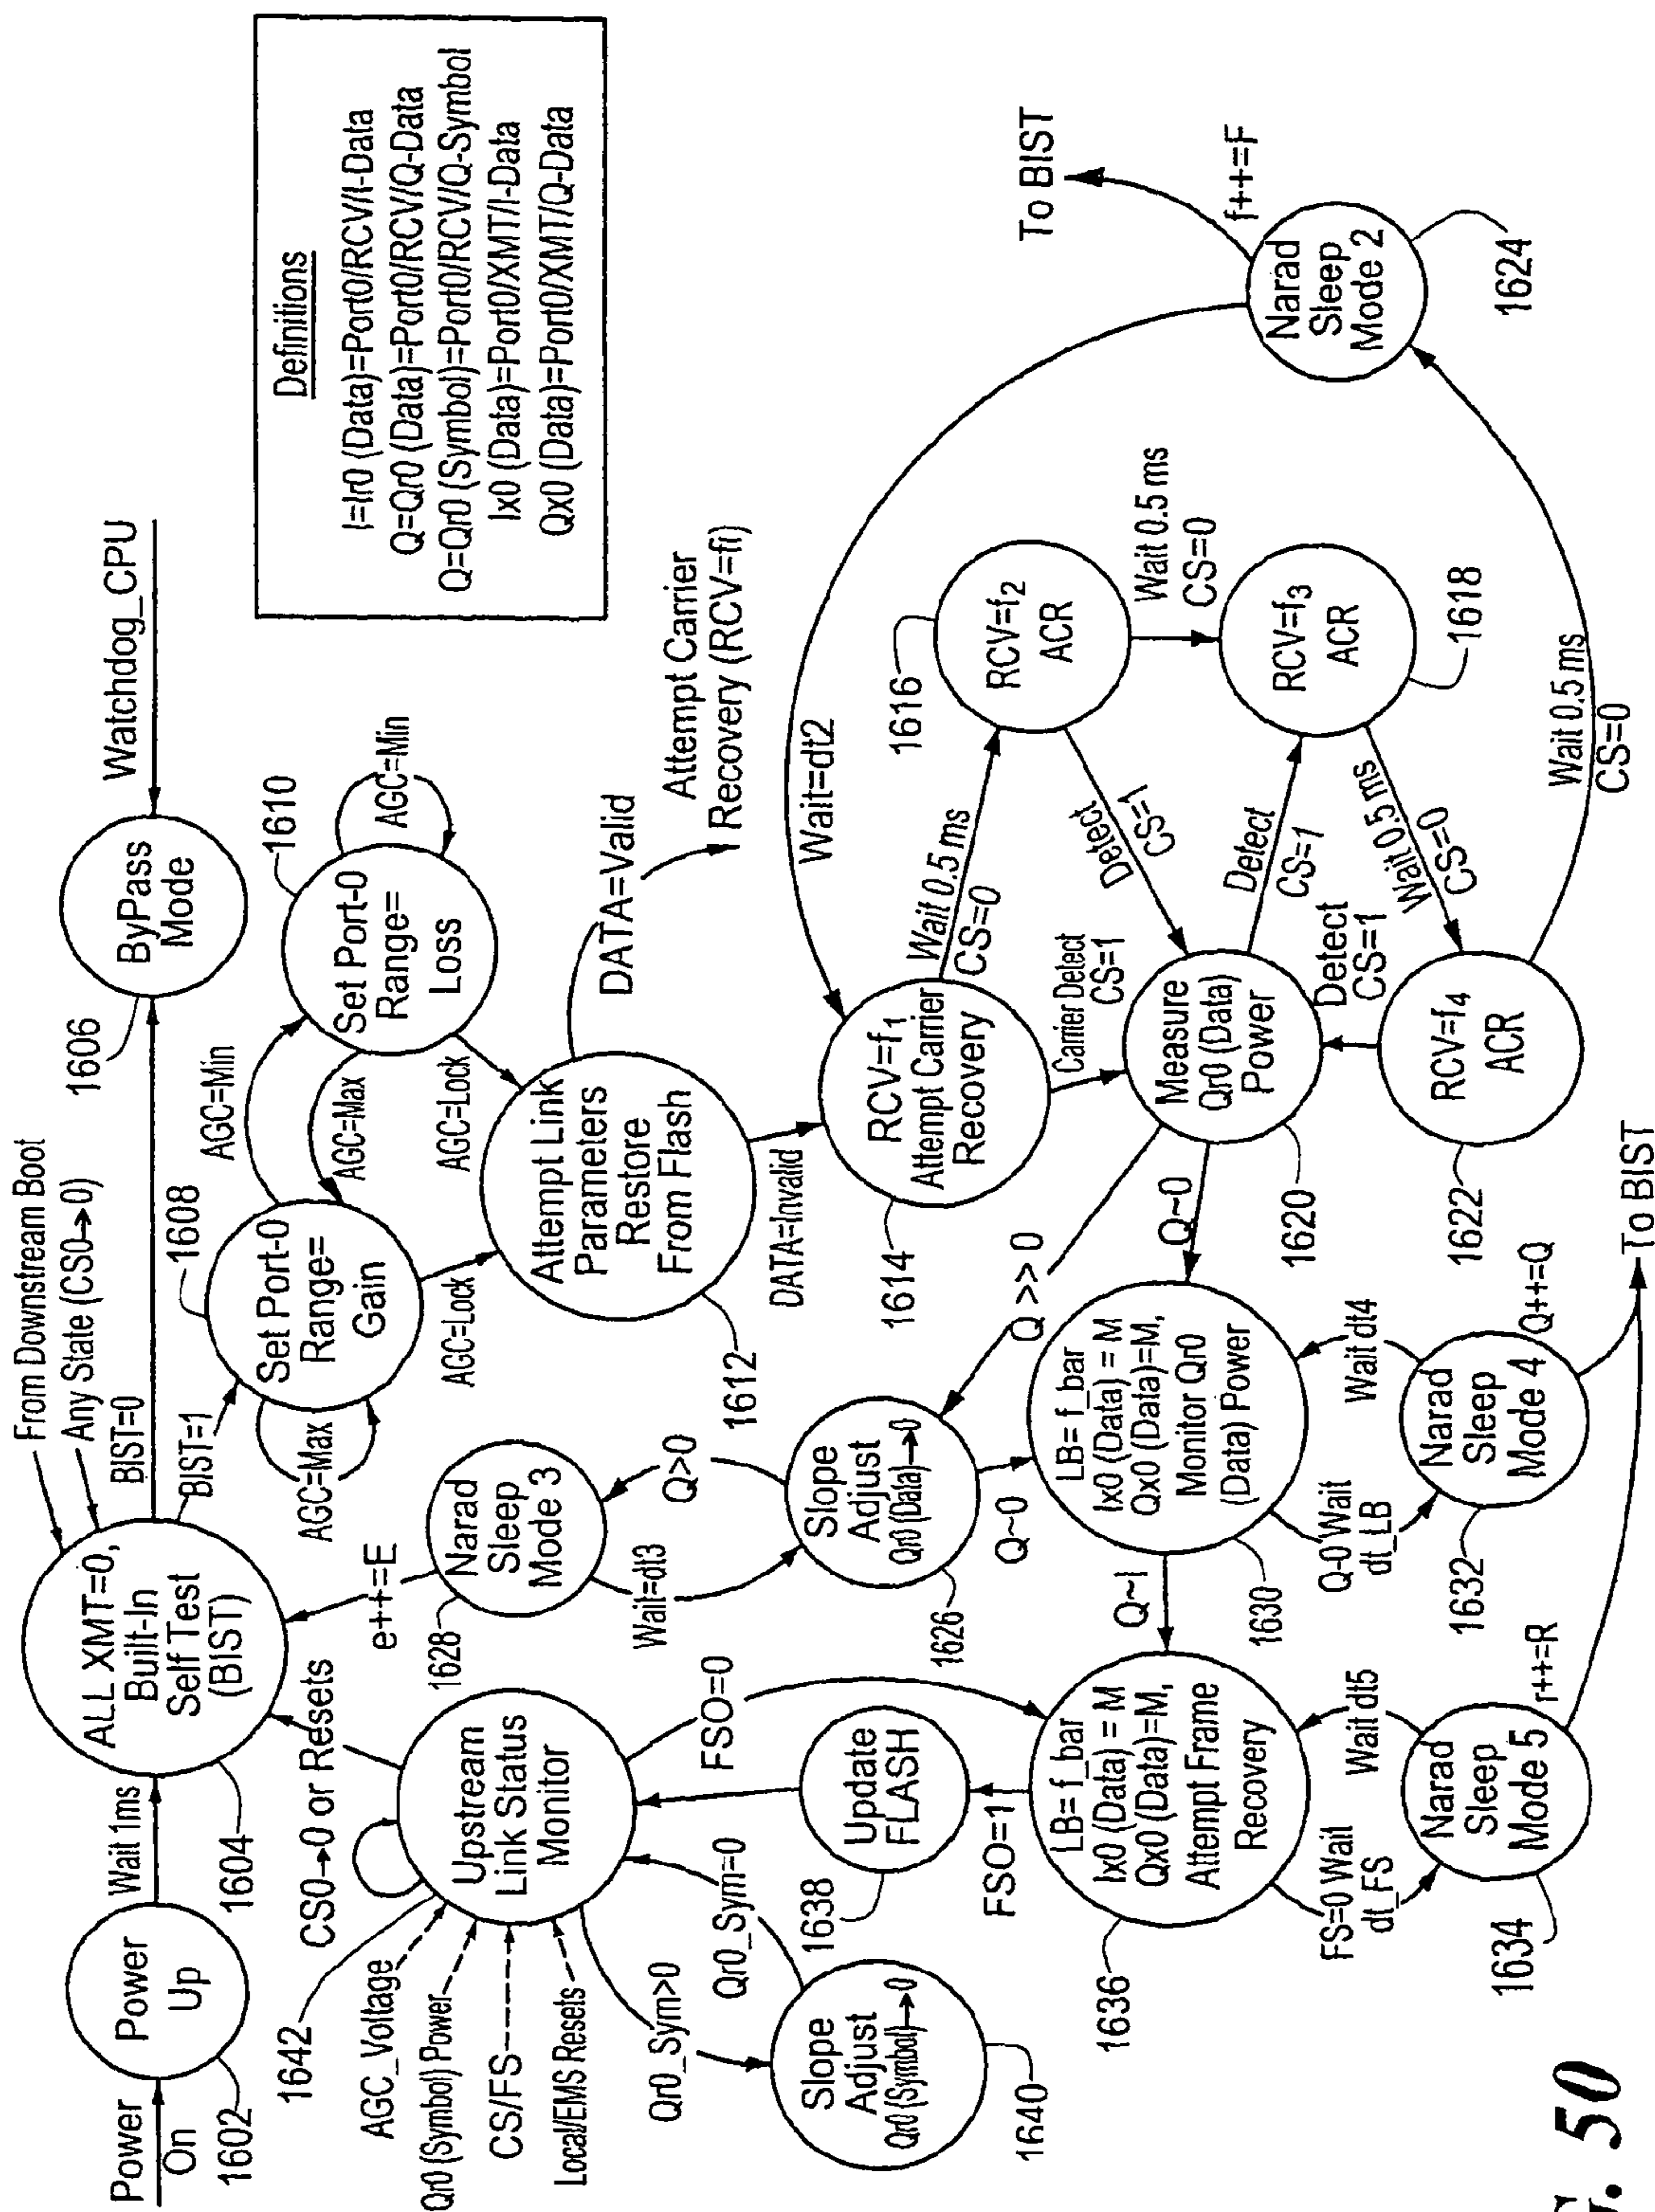 Power
On
1602
Power
Up
Wait 1ms
1604
ALL XMT=0,
Built-In
Self Test
(BIST)
From Downstream Boot
Any State (CS0→0)
BIST=0
BIST=1
1606
ByPass
Mode
Watchdog_CPU
1608
Set Port-0
Range=
Gain
AGC=Max
AGC=Min
AGC=Max
1610
Set Port-0
Range=
Loss
AGC=Min
AGC=Lock
AGC=Lock
1612
Attempt Link
Parameters
Restore
From Flash
DATA=Valid
Attempt Carrier
Recovery (RCV=fi)
DATA=Invalid
Definitions
I=Ir0 (Data)=Port0/RCV/I-Data
Q=Qr0 (Data)=Port0/RCV/Q-Data
Q=Qr0 (Symbol)=Port0/RCV/Q-Symbol
Ix0 (Data)=Port0/XMT/I-Data
Qx0 (Data)=Port0/XMT/Q-Data
1614
RCV=f1
Attempt Carrier
Recovery
Wait=dt2
Wait 0.5 ms
CS=0
1616
RCV=f2
ACR
Wait 0.5 ms
CS=0
Detect
CS=1
Carrier Detect
CS=1
1618
RCV=f3
ACR
Detect
CS=1
Wait 0.5 ms
CS=0
1620
Measure
Qr0 (Data)
Power
Detect
CS=1
1622
RCV=f4
ACR
Wait 0.5 ms
CS=0
1624
Narad
Sleep
Mode 2
f++=F
To BIST
Q >> 0
Q~0
1626
Slope
Adjust
Qr0 (Data)→0
Q>0
Wait=dt3
1628
Narad
Sleep
Mode 3
e++=E
Q~0
1630
LB= f_bar
Ix0 (Data) = M
Qx0 (Data)=M,
Monitor Qr0
(Data) Power
Q-0 Wait
dt_LB
Wait dt4
1632
Narad
Sleep
Mode 4
Q++=Q
To BIST
Q~I
1636
LB= f_bar
Ix0 (Data) = M
Qx0 (Data)=M,
Attempt Frame
Recovery
FS=0 Wait
dt_FS
Wait dt5
1634
Narad
Sleep
Mode 5
r++=R
FSO=1
FSO=0
1638
Update
FLASH
1640
Slope
Adjust
Qr0 (Symbol)→0
Qr0_Sym=0
Qr0_Sym>0
1642
Upstream
Link Status
Monitor
CS0→0 or Resets
AGC_Voltage
Qr0 (Symbol) Power
CS/FS
Local/EMS Resets
G. 50